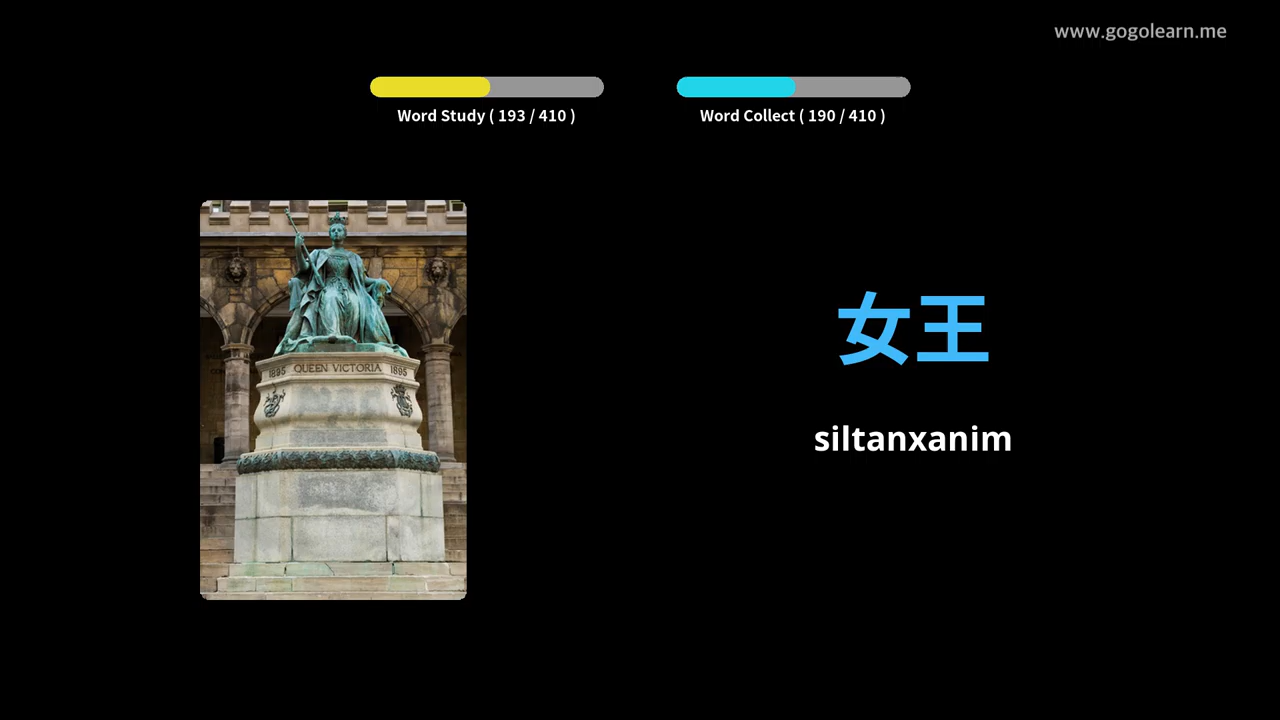 www.gogolearn.me
Word Study ( 193 / 410 )
Word Collect ( 190 / 410 )
1895 QUEEN VICTORIA 1895
女王
siltanxanim